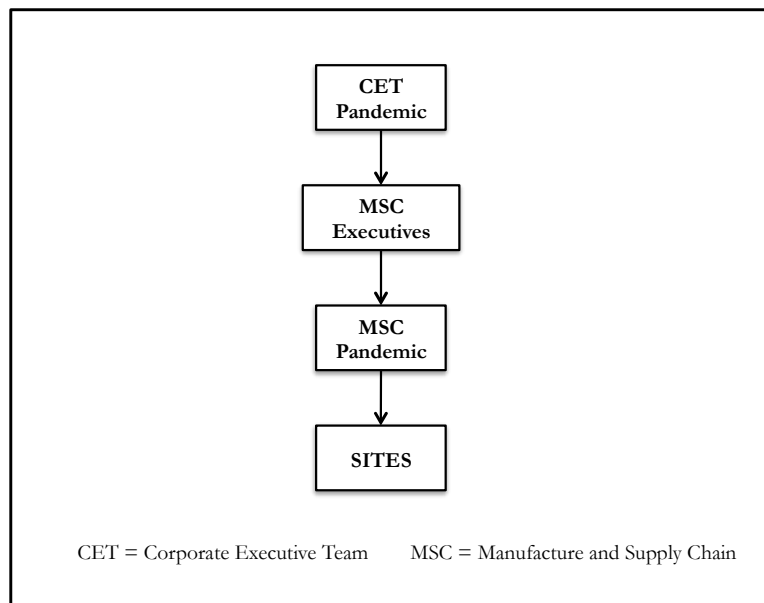 CET
Pandemic
MSC
Executives
MSC
Pandemic
SITES
CET = Corporate Executive Team MSC = Manufacture and Supply Chain